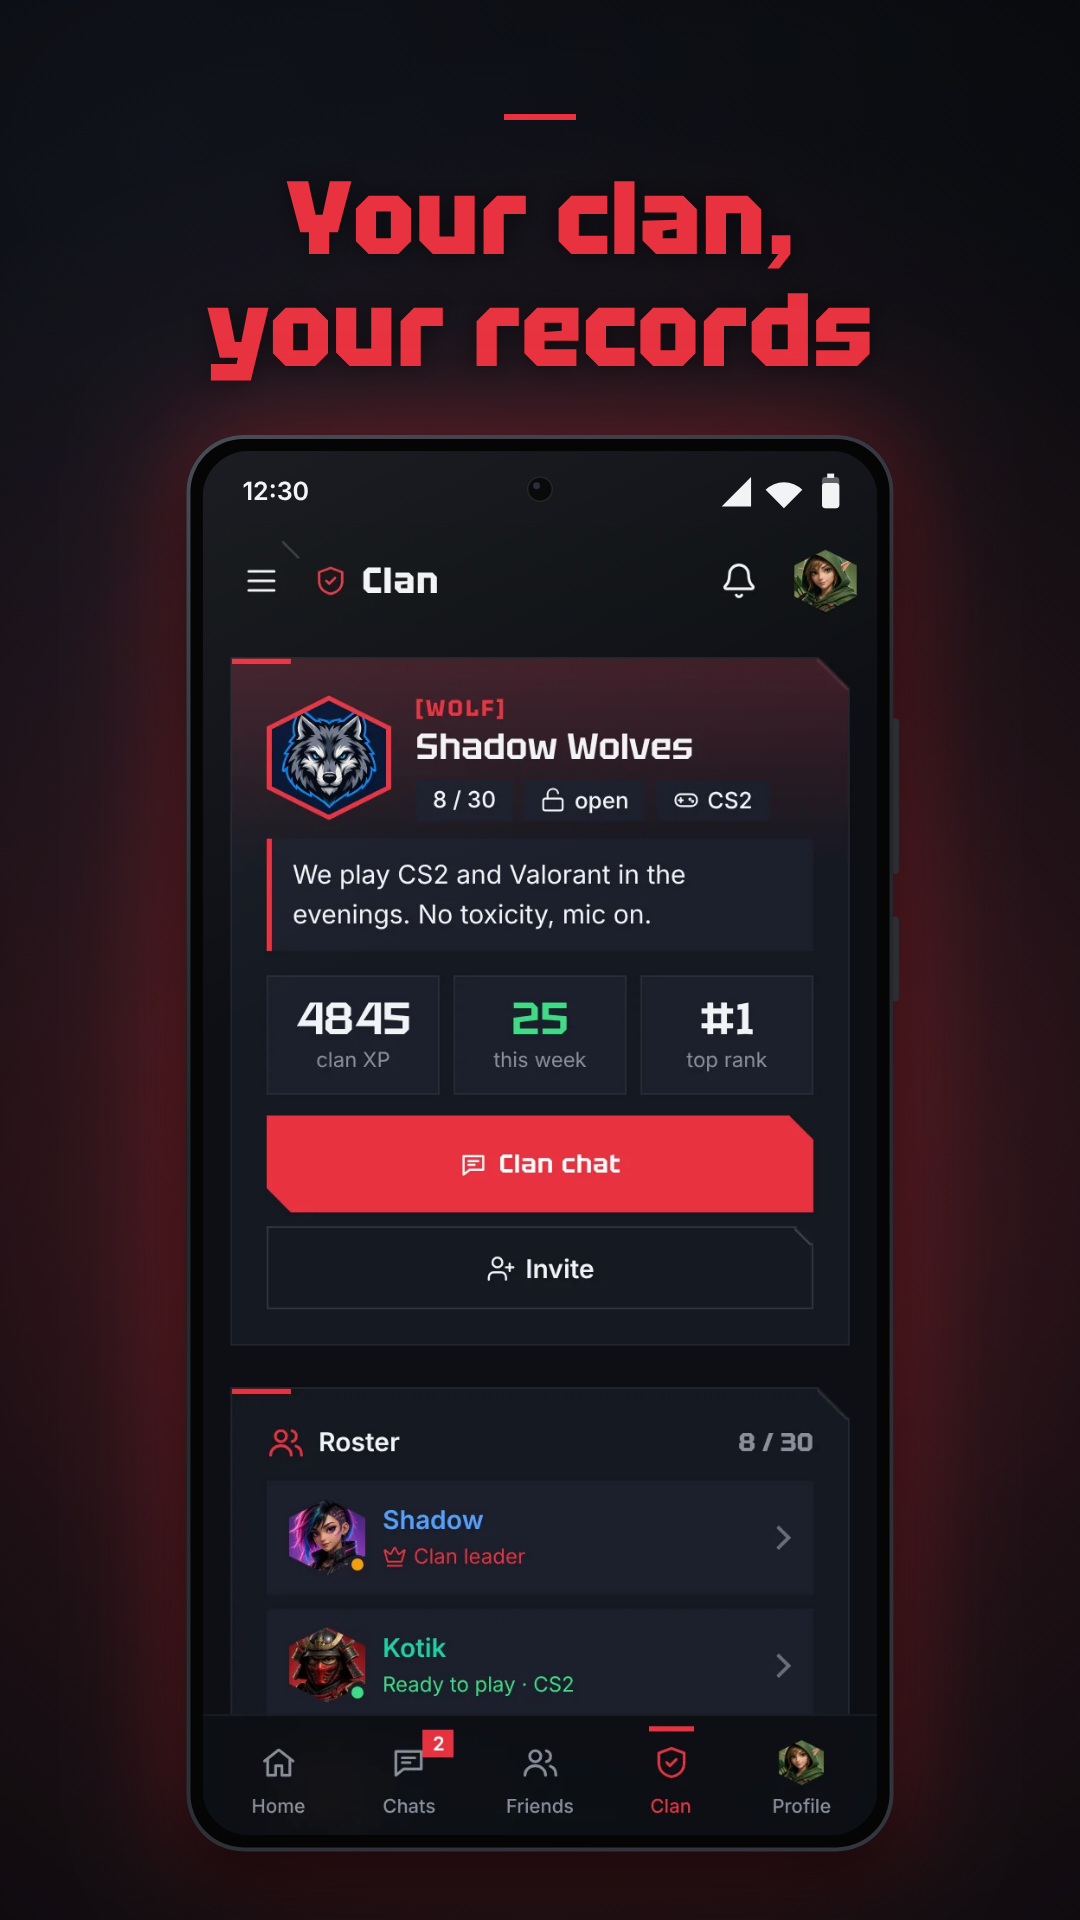 Your clan,
your records
12:30
Clan
[WOLF]
Shadow Wolves
8 / 30
open
CS2
We play CS2 and Valorant in the
evenings. No toxicity, mic on.
4845
clan XP
25
this week
#1
top rank
Clan chat
Invite
Roster
8 / 30
Shadow
Clan leader
Kotik
Ready to play · CS2
2
Home
Chats
Friends
Clan
Profile